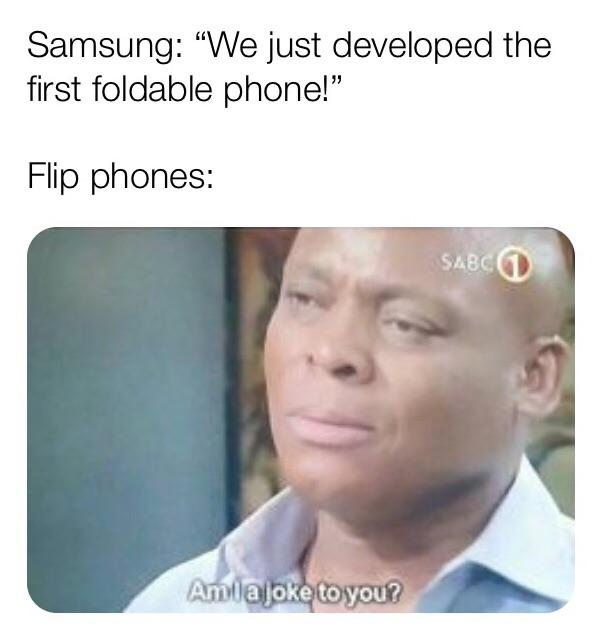 Samsung: “We just developed the
first foldable phone!”
Flip phones:
SABC 1
Am I a joke to you?